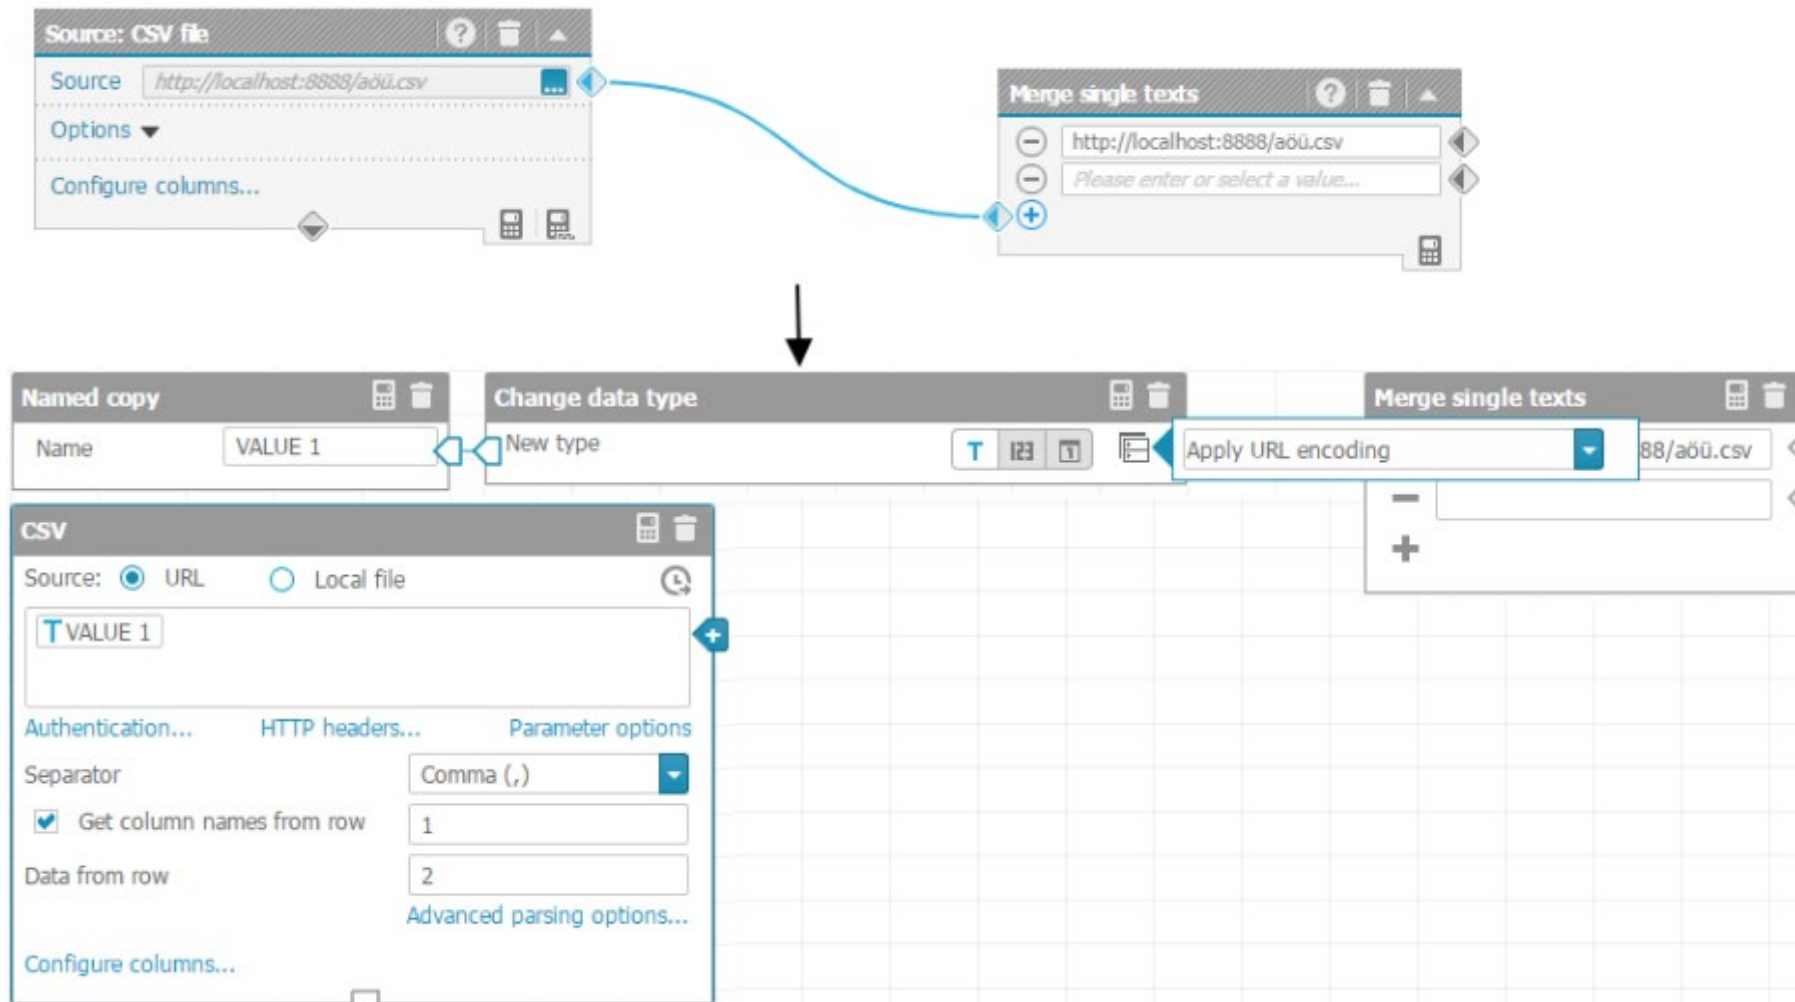 Source: CSV file
Source http://localhost:8888/aöü.csv ...
Options
Configure columns...
Merge single texts
http://localhost:8888/aöü.csv
Please enter or select a value...
Named copy
Name VALUE 1
Change data type
New type T 123 1
Apply URL encoding
Merge single texts
88/aöü.csv
CSV
Source: URL Local file
T VALUE 1
Authentication... HTTP headers... Parameter options
Separator Comma (,)
Get column names from row 1
Data from row 2
Advanced parsing options...
Configure columns...